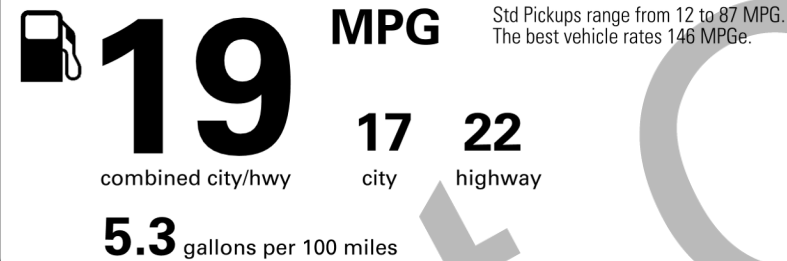 19
MPG
Std Pickups range from 12 to 87 MPG.
The best vehicle rates 146 MPGe.
17 22
combined city/hwy city highway
5.3 gallons per 100 miles